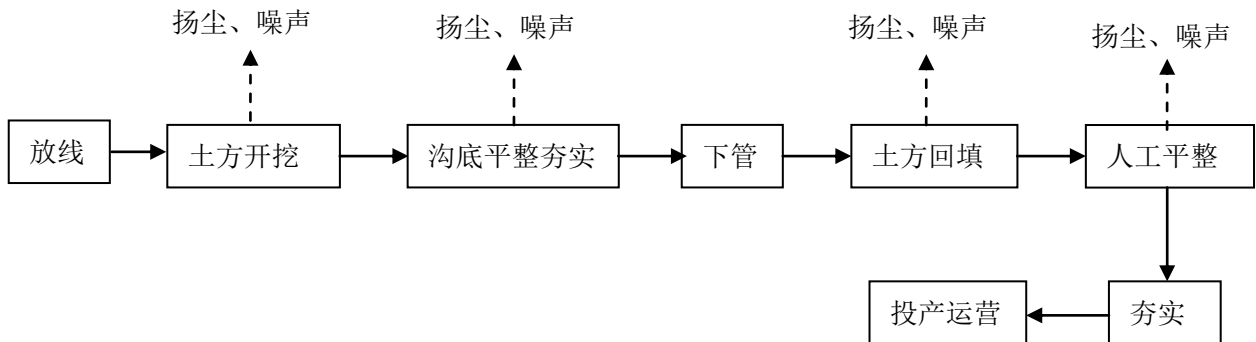 扬尘、噪声
扬尘、噪声
扬尘、噪声
扬尘、噪声
放线
土方开挖
沟底平整夯实
下管
土方回填
人工平整
投产运营
夯实